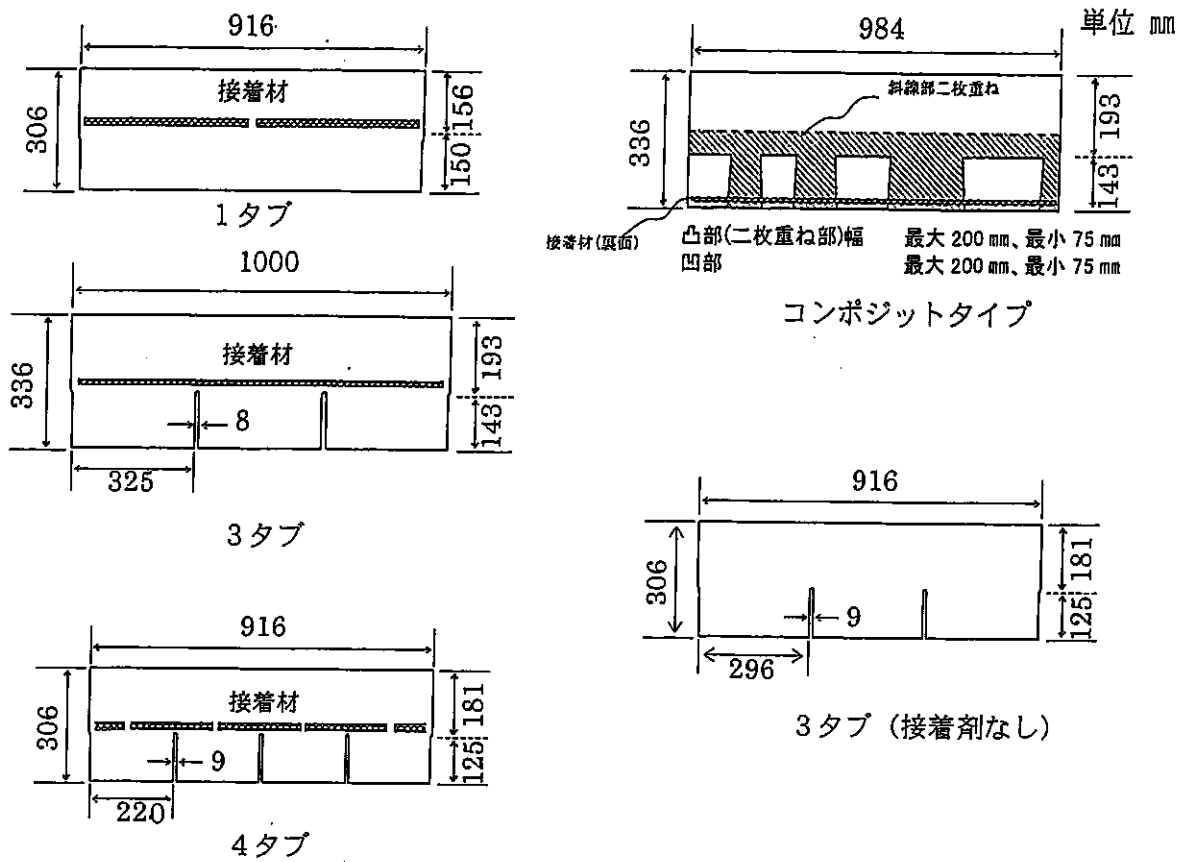 単位 mm
916
接着材
306
156
150
1タブ
984
斜線部二枚重ね
336
193
143
接着材(裏面)
凸部(二枚重ね部)幅 最大 200 mm、最小 75 mm
凹部 最大 200 mm、最小 75 mm
コンポジットタイプ
1000
接着材
336
193
143
8
325
3タブ
916
306
181
125
9
296
3タブ（接着剤なし）
916
接着材
306
181
125
9
220
4タブ